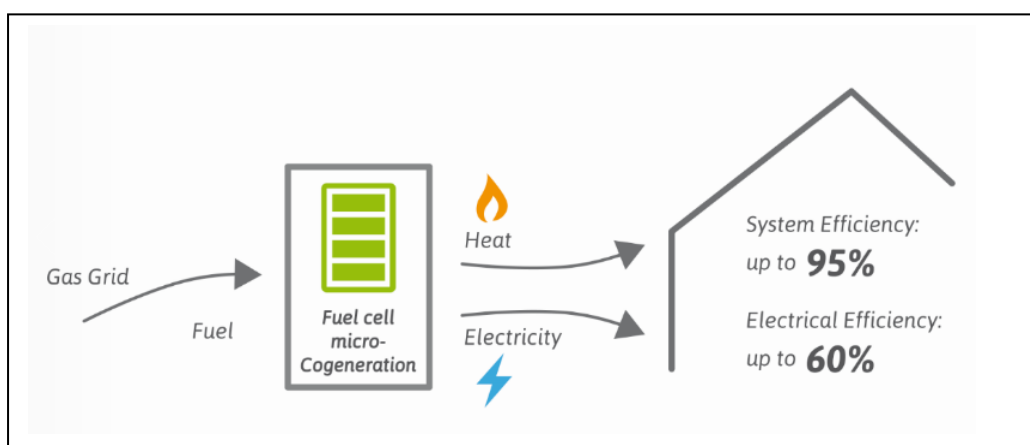 Gas Grid
Fuel
Fuel cell
micro-
Cogeneration
Heat
Electricity
System Efficiency:
up to 95%
Electrical Efficiency:
up to 60%